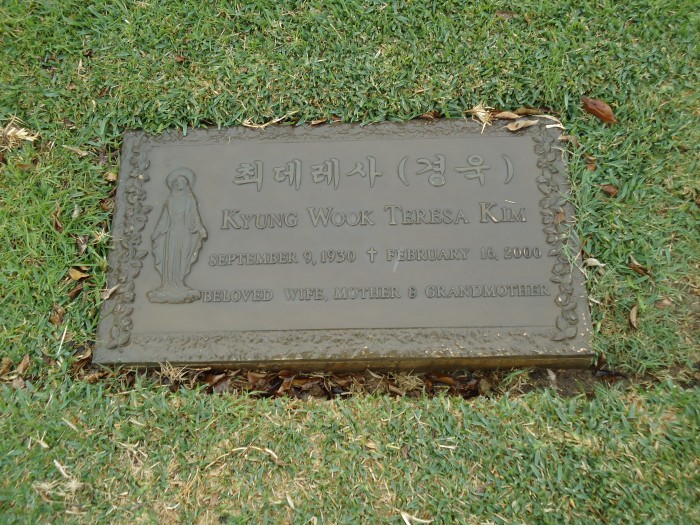 최데레사 (경욱)
KYUNG WOOK TERESA KIM
SEPTEMBER 9, 1930 ✝ FEBRUARY 16, 2000
BELOVED WIFE, MOTHER & GRANDMOTHER